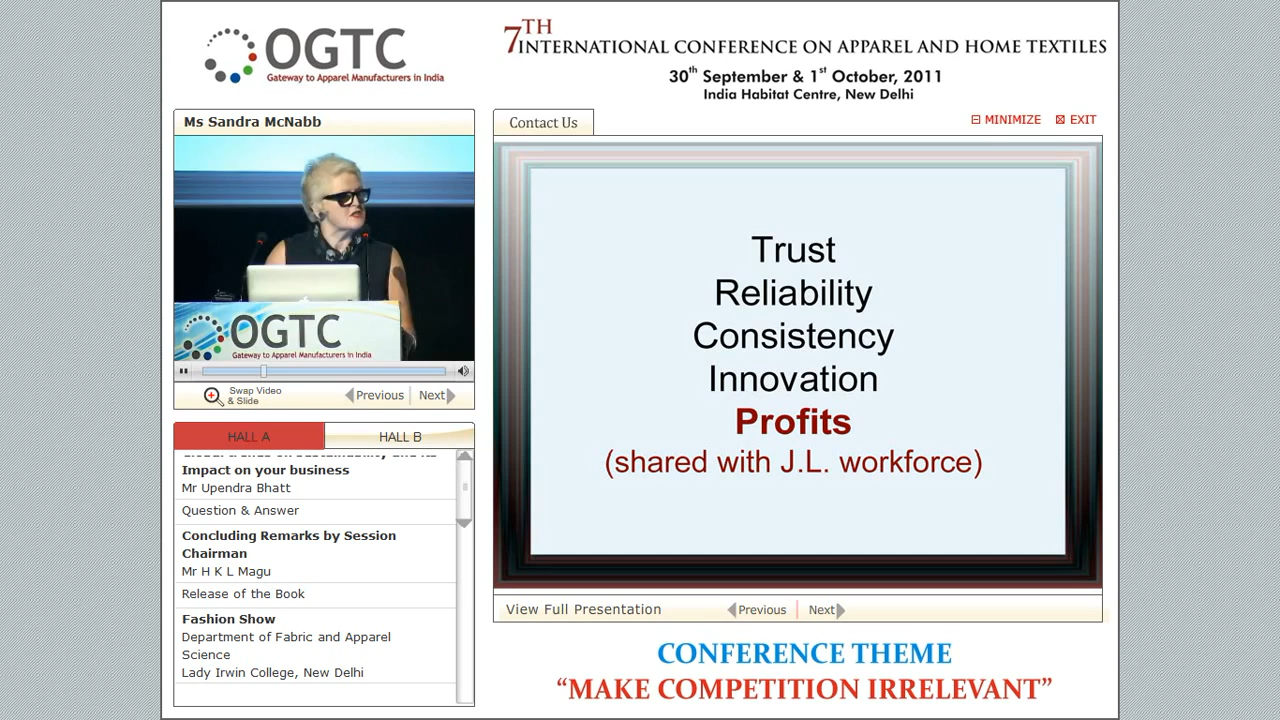 OGTC
Gateway to Apparel Manufacturers in India
7TH INTERNATIONAL CONFERENCE ON APPAREL AND HOME TEXTILES
30th September & 1st October, 2011
India Habitat Centre, New Delhi
Ms Sandra McNabb
Contact Us
MINIMIZE
EXIT
OGTC
Gateway to Apparel Manufacturers in India
Swap Video
& Slide
Previous
Next
Trust
Reliability
Consistency
Innovation
Profits
(shared with J.L. workforce)
View Full Presentation
Previous
Next
HALL A
HALL B
Impact on your business
Mr Upendra Bhatt
Question & Answer
Concluding Remarks by Session
Chairman
Mr H K L Magu
Release of the Book
Fashion Show
Department of Fabric and Apparel
Science
Lady Irwin College, New Delhi
CONFERENCE THEME
“MAKE COMPETITION IRRELEVANT”